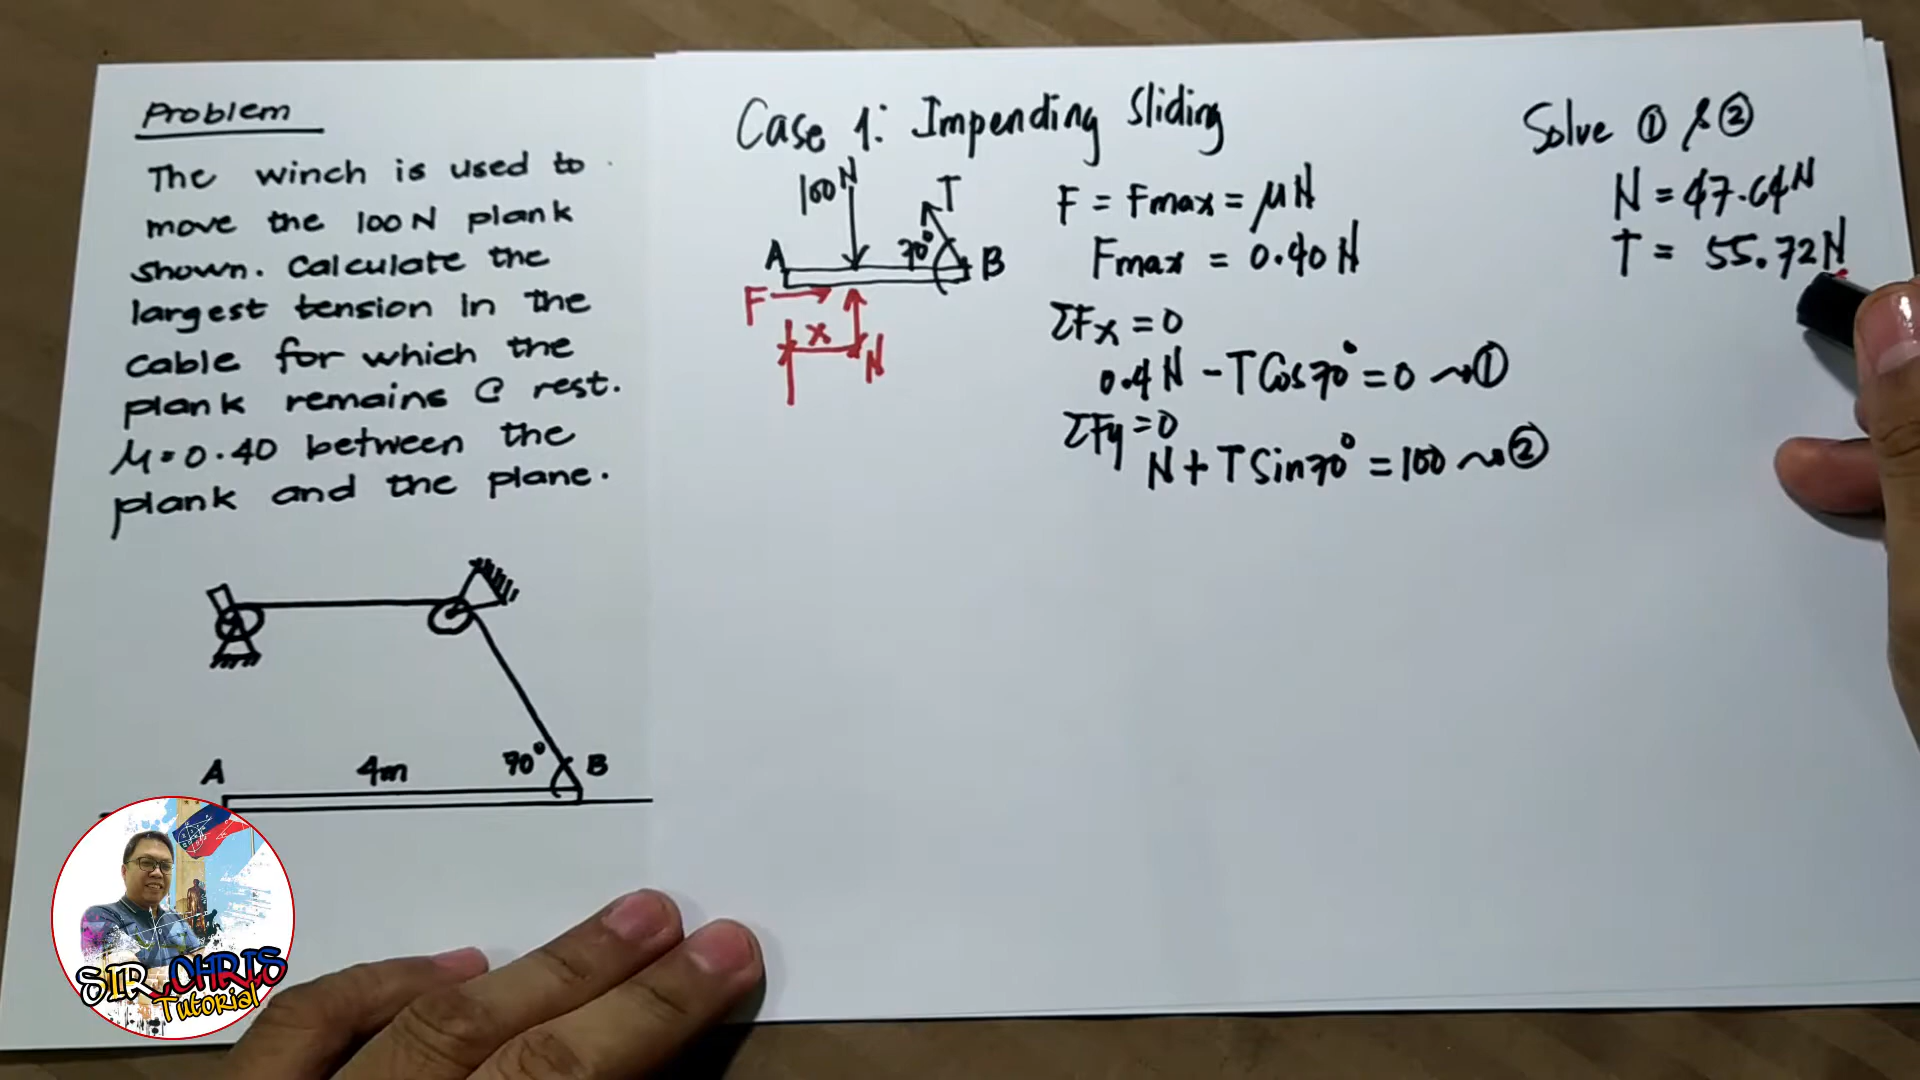 Problem
The winch is used to
move the 100N plank
shown. Calculate the
largest tension in the
cable for which the
plank remains @ rest.
μ=0.40 between the
plank and the plane.
A 4m 70° B
SIR CHRIS
Tutorial
Case 1: Impending Sliding
100N
T
A 70° B
F
x
N
F = Fmax = μN
Fmax = 0.40N
ΣFx = 0
0.4N - TCos70° = 0 ①
ΣFy = 0
N + TSin70° = 100 ②
Solve ① & ②
N = 47.64N
T = 55.72N